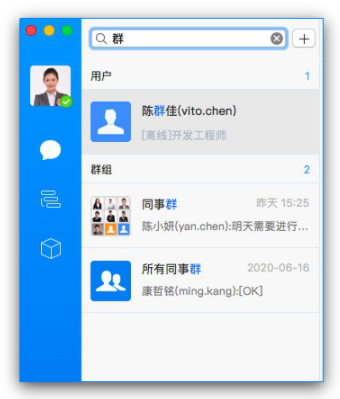 群
用户 1
陈群佳(vito.chen)
[离线]开发工程师
群组 2
同事群 昨天 15:25
陈小妍(yan.chen):明天需要进行...
所有同事群 2020-06-16
康哲铭(ming.kang):[OK]